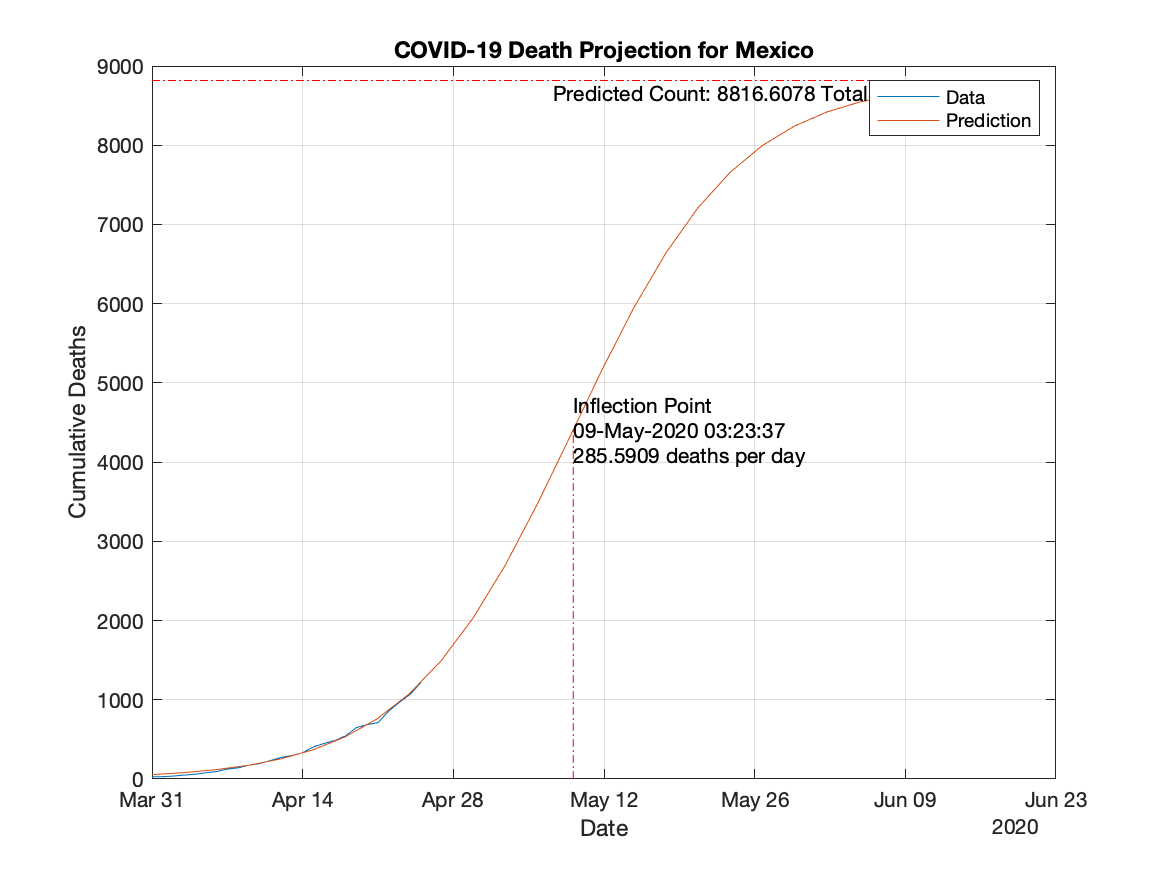 COVID-19 Death Projection for Mexico
9000
8000
7000
6000
5000
4000
3000
2000
1000
0
Cumulative Deaths
Predicted Count: 8816.6078 Total
Data
Prediction
Inflection Point
09-May-2020 03:23:37
285.5909 deaths per day
Mar 31
Apr 14
Apr 28
May 12
May 26
Jun 09
Jun 23
Date
2020